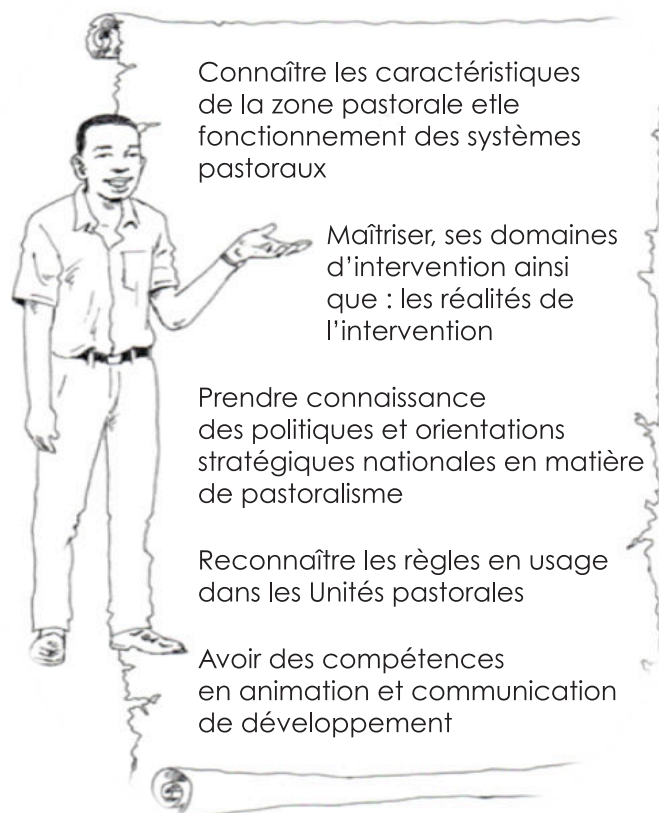 Connaître les caractéristiques
de la zone pastorale etle
fonctionnement des systèmes
pastoraux
Maîtriser, ses domaines
d'intervention ainsi
que : les réalités de
l'intervention
Prendre connaissance
des politiques et orientations
stratégiques nationales en matière
de pastoralisme
Reconnaître les règles en usage
dans les Unités pastorales
Avoir des compétences
en animation et communication
de développement